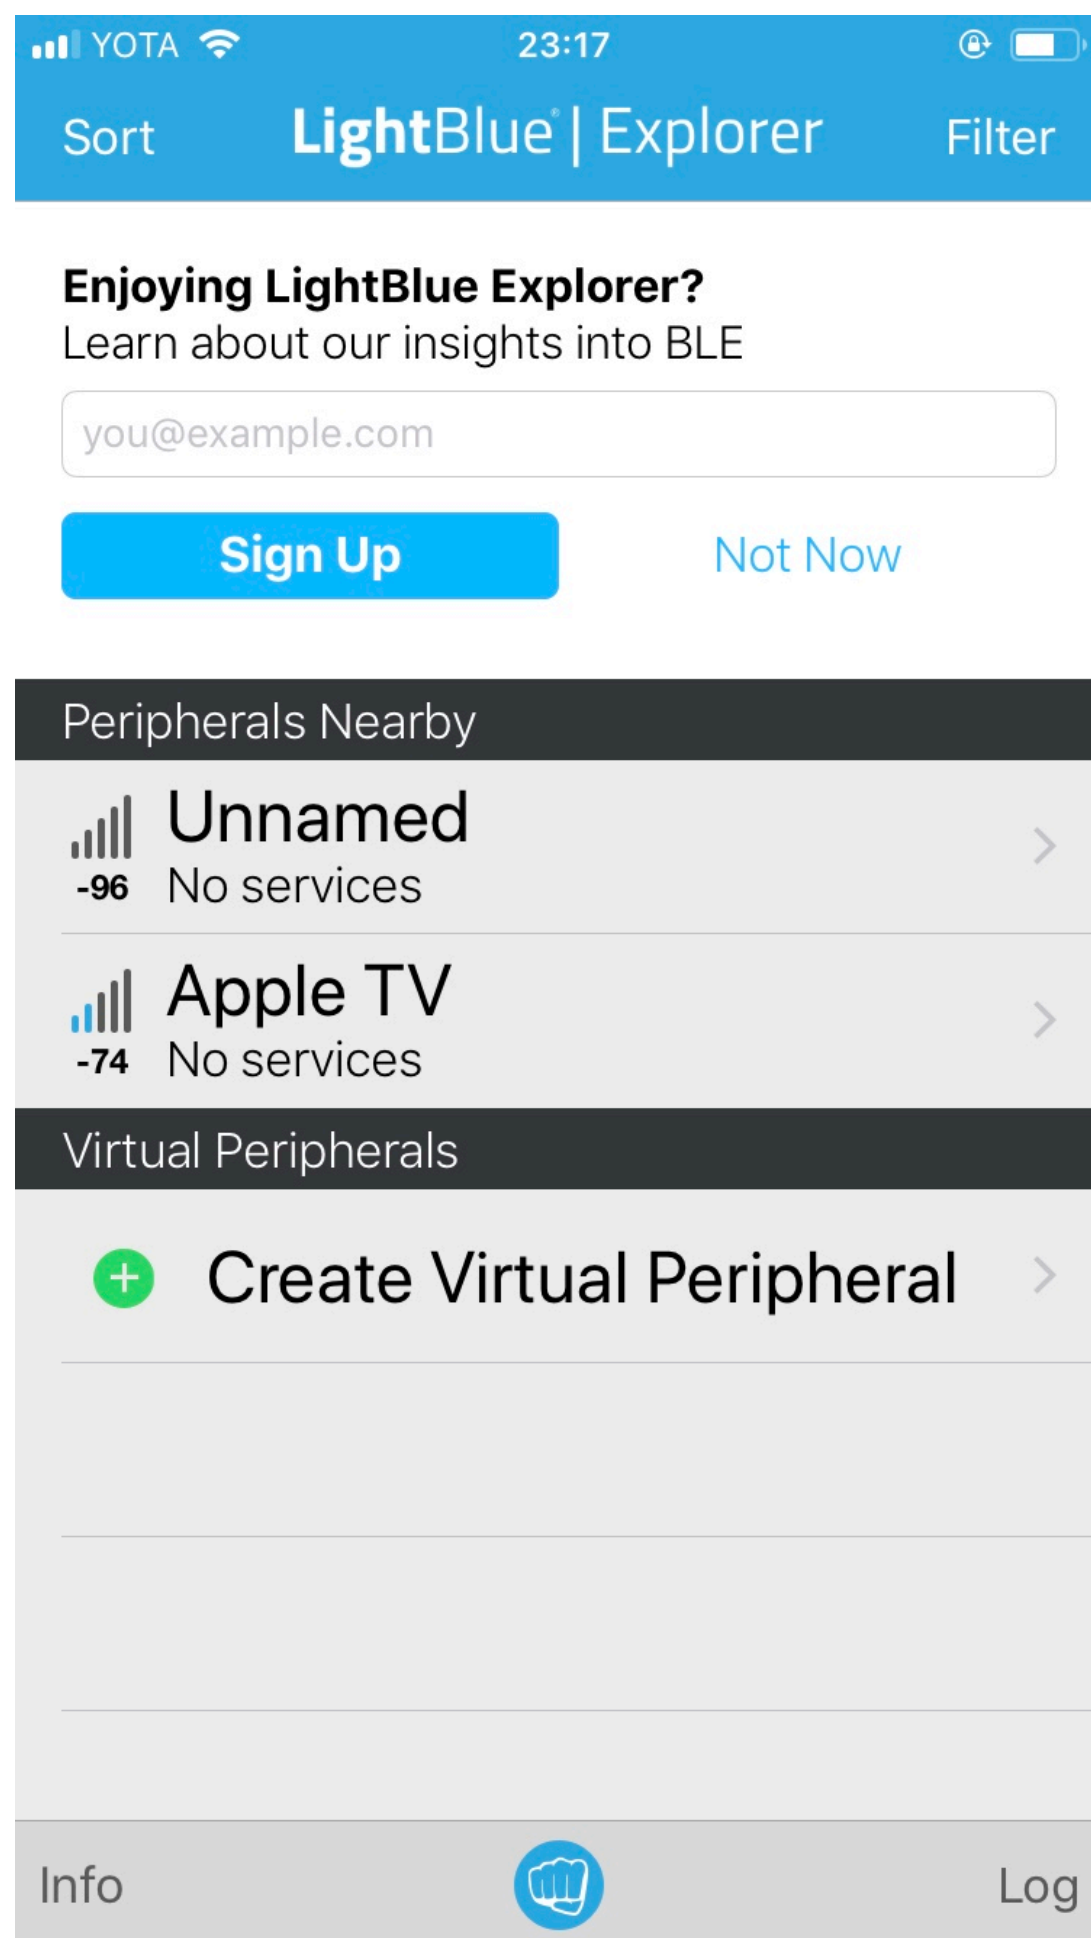 YOTA 23:17
Sort LightBlue® | Explorer Filter
Enjoying LightBlue Explorer?
Learn about our insights into BLE
you@example.com
Sign Up Not Now
Peripherals Nearby
Unnamed
-96 No services
Apple TV
-74 No services
Virtual Peripherals
Create Virtual Peripheral
Info Log